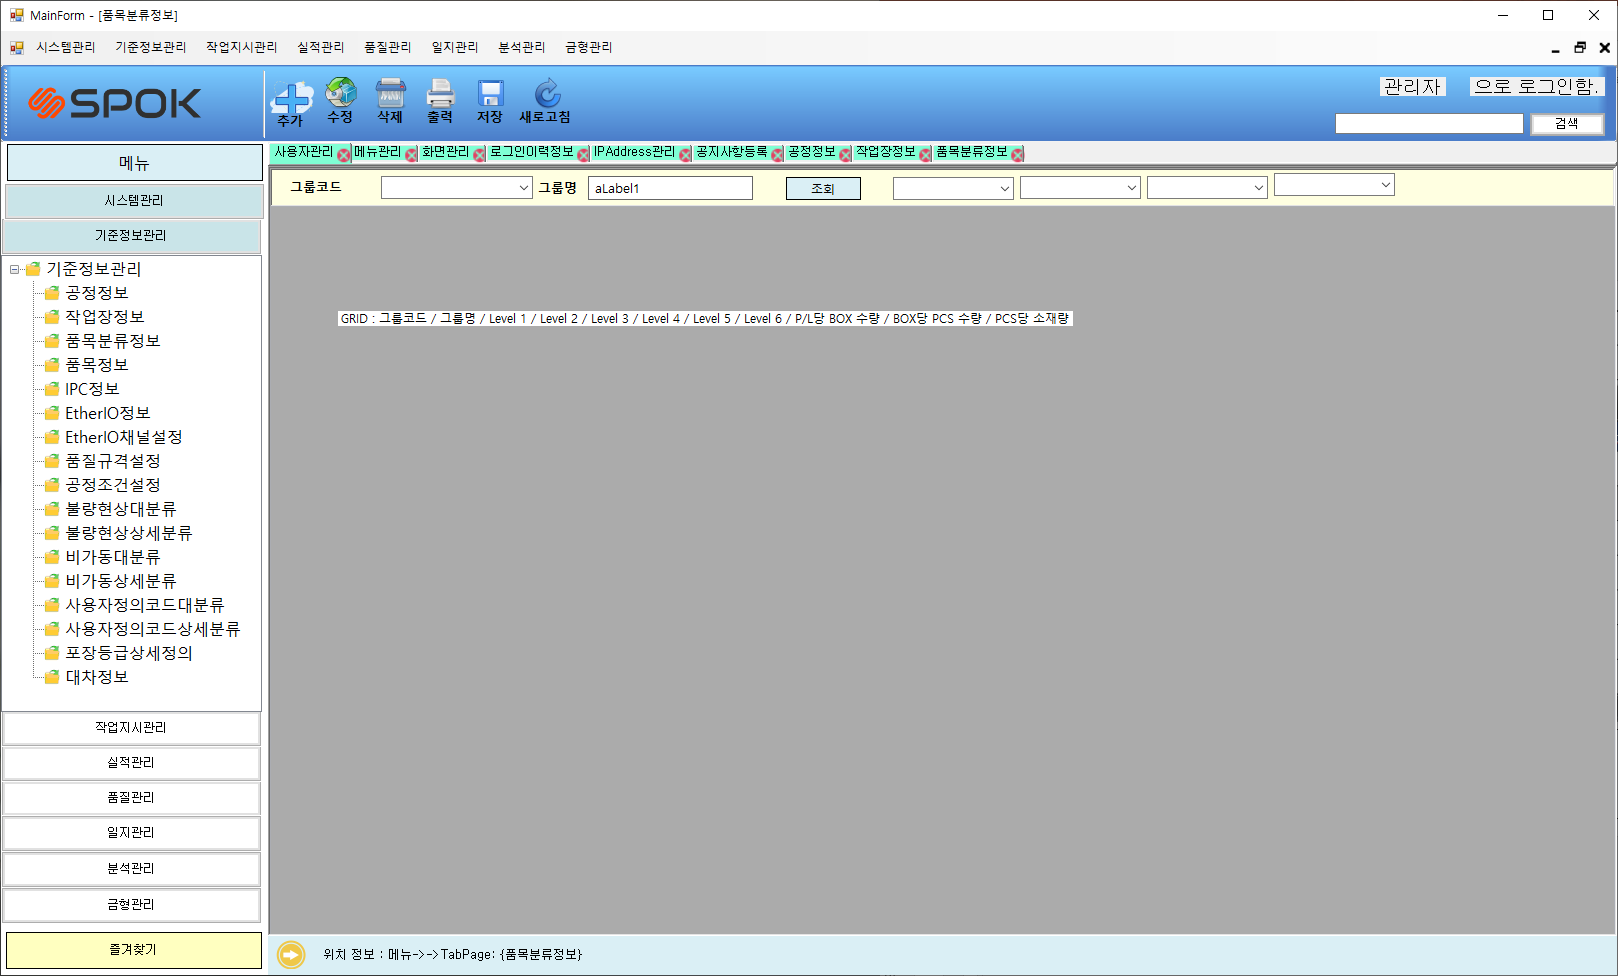 MainForm - [품목분류정보]
시스템관리 기준정보관리 작업지시관리 실적관리 품질관리 일지관리 분석관리 금형관리
SPOK
추가 수정 삭제 출력 저장 새로고침
관리자 으로 로그인함.
검색
메뉴
사용자관리 메뉴관리 화면관리 로그인이력정보 IPAddress관리 공지사항등록 공정정보 작업장정보 품목분류정보
그룹코드 그룹명 aLabel1 조회
시스템관리
기준정보관리
기준정보관리
공정정보
작업장정보
품목분류정보
품목정보
IPC정보
EtherIO정보
EtherIO채널설정
품질규격설정
공정조건설정
불량현상대분류
불량현상상세분류
비가동대분류
비가동상세분류
사용자정의코드대분류
사용자정의코드상세분류
포장등급상세정의
대차정보
GRID : 그룹코드 / 그룹명 / Level 1 / Level 2 / Level 3 / Level 4 / Level 5 / Level 6 / P/L당 BOX 수량 / BOX당 PCS 수량 / PCS당 소재량
작업지시관리
실적관리
품질관리
일지관리
분석관리
금형관리
즐겨찾기
위치 정보 : 메뉴->->TabPage: {품목분류정보}